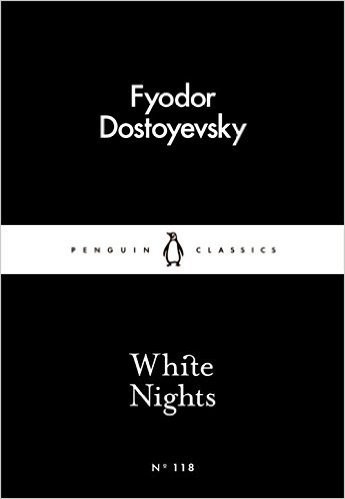 Fyodor
Dostoyevsky
PENGUIN CLASSICS
White
Nights
Nº 118